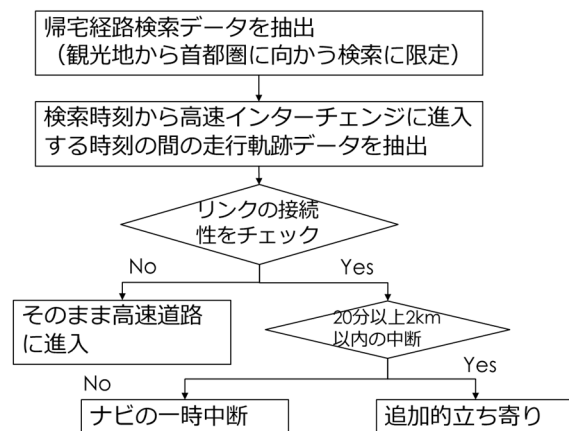 帰宅経路検索データを抽出
（観光地から首都圏に向かう検索に限定）
検索時刻から高速インターチェンジに進入
する時刻の間の走行軌跡データを抽出
リンクの接続
性をチェック
No
Yes
そのまま高速道路
に進入
20分以上2km
以内の中断
No
Yes
ナビの一時中断
追加的立ち寄り